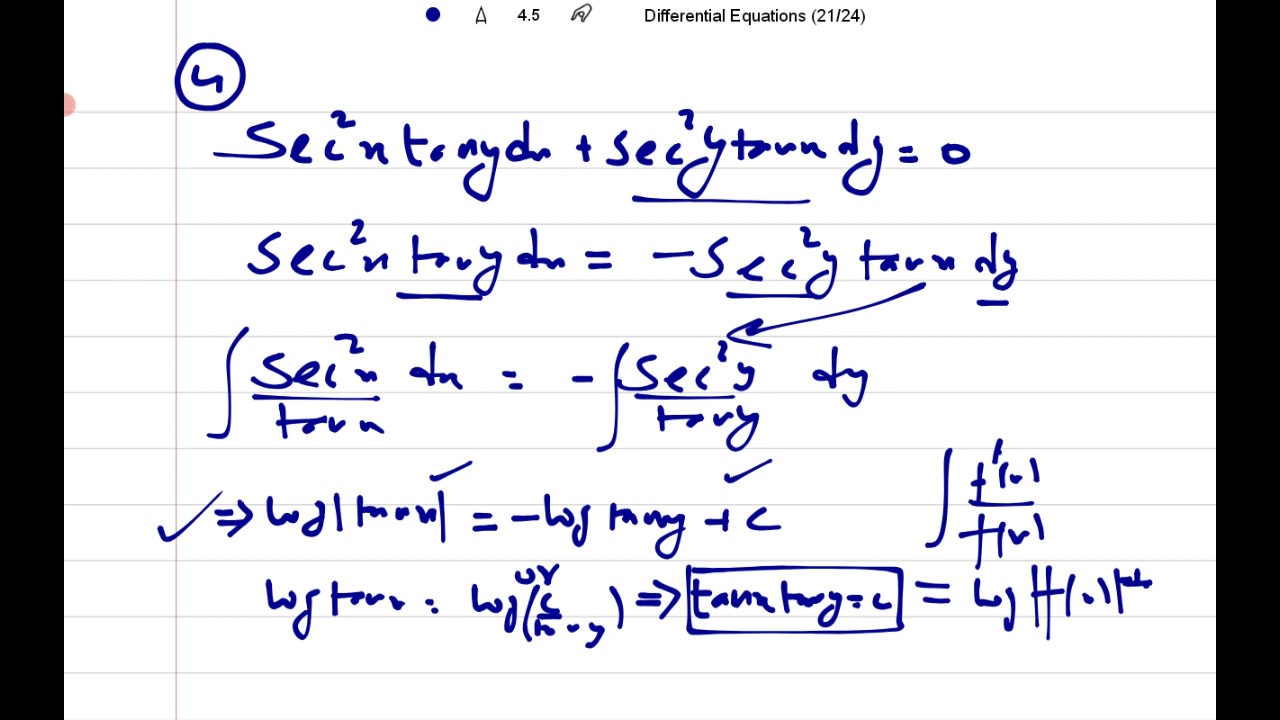 4.5 Differential Equations (21/24)
4
Sec²x tany dx + sec²y tanx dy = 0
Sec²x tany dx = -Sec²y tanx dy
∫ Sec²x/tanx dx = -∫ Sec²y/tany dy
⇒ log|tanx| = -log tany + c ∫ f'(x)/f(x)
or
log tanx = log(c/tany) ⇒ tanx tany = c = log|f(x)|+c